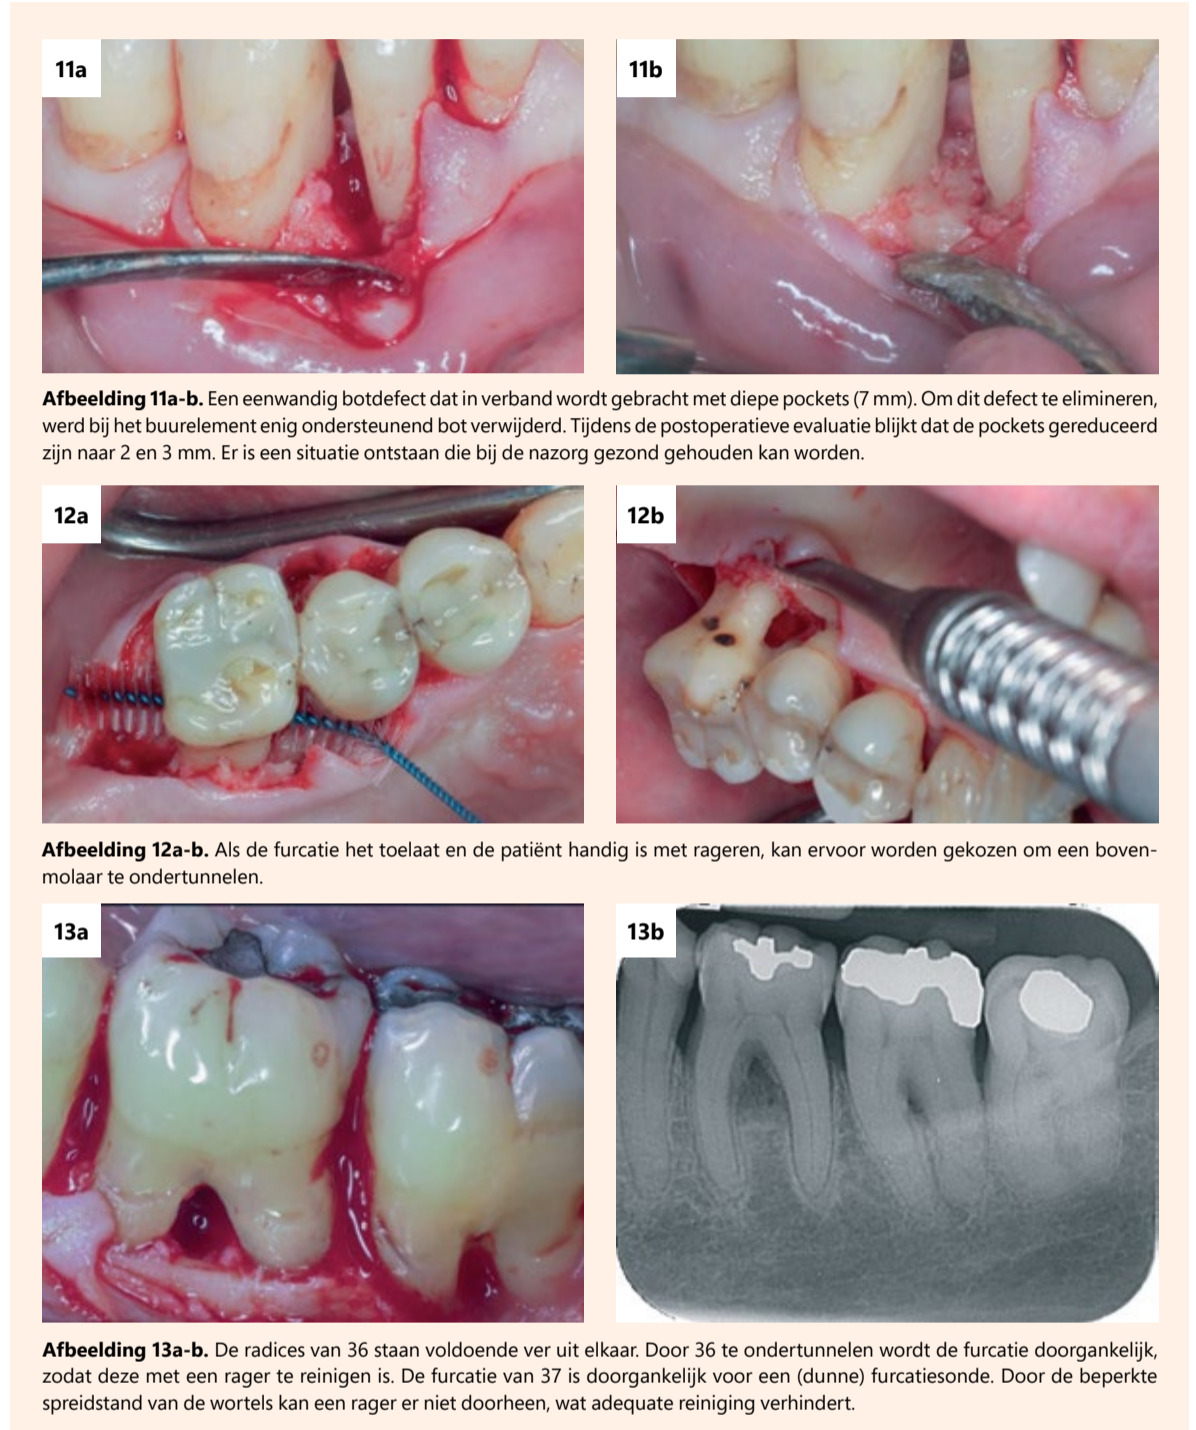 11a
11b
Afbeelding 11a-b. Een eenwandig botdefect dat in verband wordt gebracht met diepe pockets (7 mm). Om dit defect te elimineren,
werd bij het buurelement enig ondersteunend bot verwijderd. Tijdens de postoperatieve evaluatie blijkt dat de pockets gereduceerd
zijn naar 2 en 3 mm. Er is een situatie ontstaan die bij de nazorg gezond gehouden kan worden.
12a
12b
Afbeelding 12a-b. Als de furcatie het toelaat en de patiënt handig is met rageren, kan ervoor worden gekozen om een boven-
molaar te ondertunnelen.
13a
13b
Afbeelding 13a-b. De radices van 36 staan voldoende ver uit elkaar. Door 36 te ondertunnelen wordt de furcatie doorgankelijk,
zodat deze met een rager te reinigen is. De furcatie van 37 is doorgankelijk voor een (dunne) furcatiesonde. Door de beperkte
spreidstand van de wortels kan een rager er niet doorheen, wat adequate reiniging verhindert.